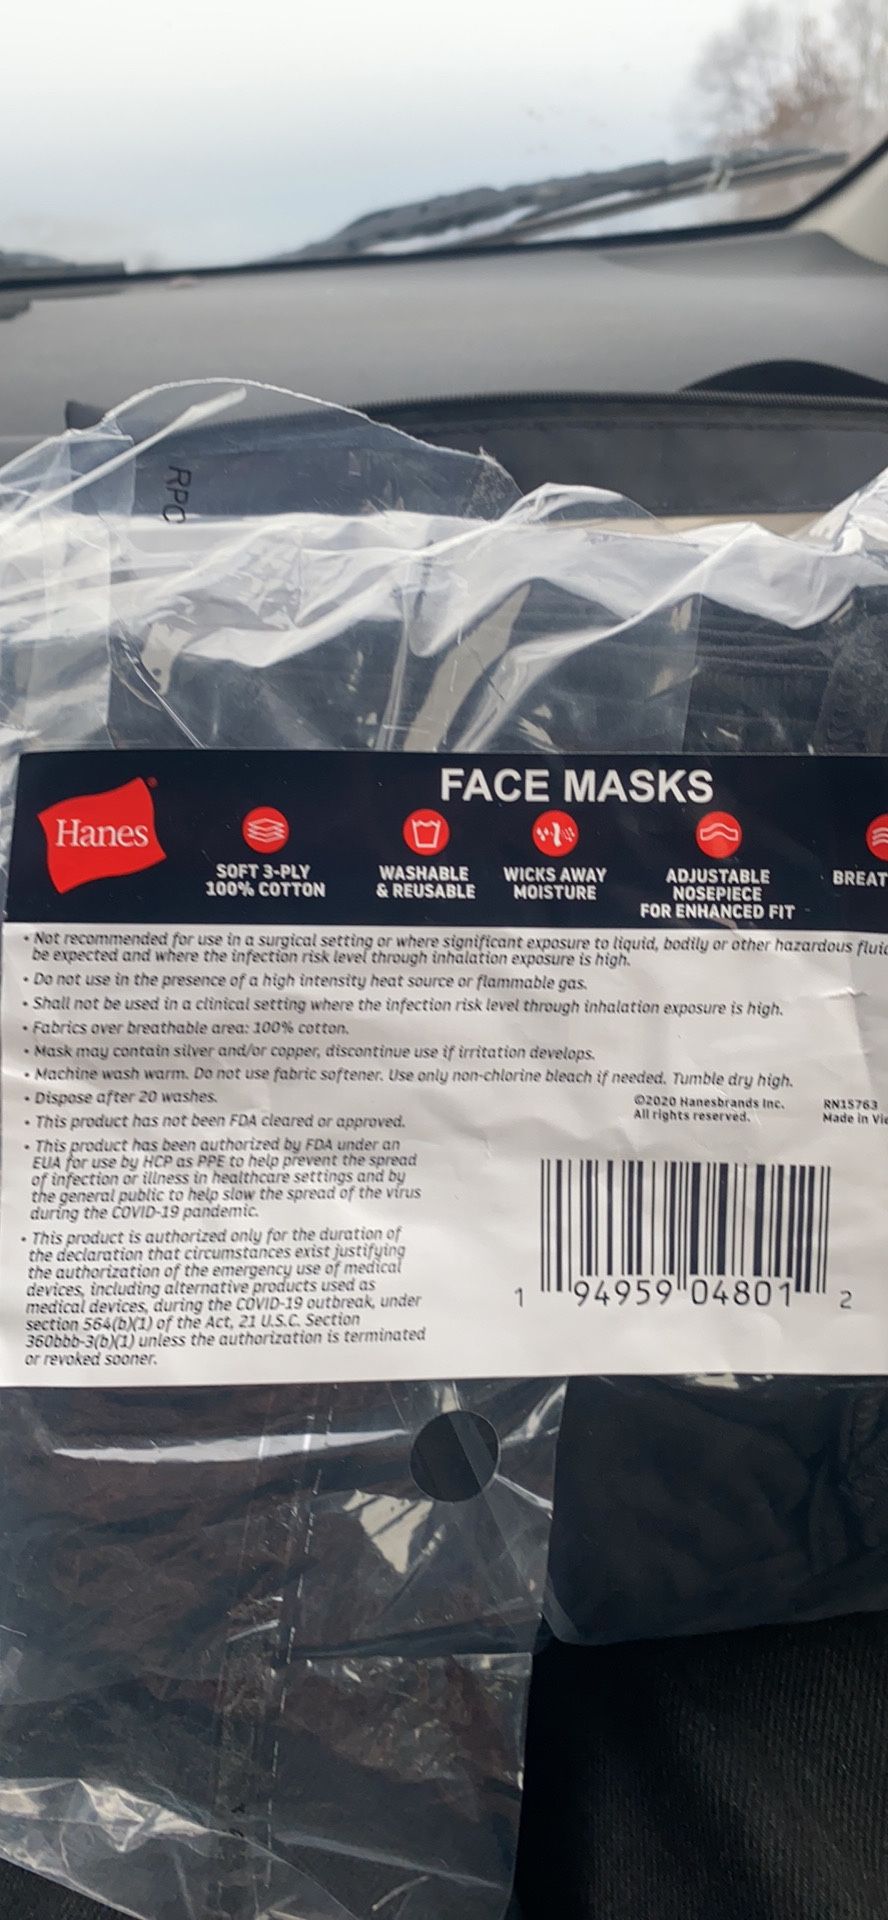 RPC
FACE MASKS
Hanes
SOFT 3-PLY
100% COTTON
WASHABLE
& REUSABLE
WICKS AWAY
MOISTURE
ADJUSTABLE
NOSEPIECE
FOR ENHANCED FIT
BREAT
• Not recommended for use in a surgical setting or where significant exposure to liquid, bodily or other hazardous fluid
be expected and where the infection risk level through inhalation exposure is high.
• Do not use in the presence of a high intensity heat source or flammable gas.
• Shall not be used in a clinical setting where the infection risk level through inhalation exposure is high.
• Fabrics over breathable area: 100% cotton.
• Mask may contain silver and/or copper, discontinue use if irritation develops.
• Machine wash warm. Do not use fabric softener. Use only non-chlorine bleach if needed. Tumble dry high.
• Dispose after 20 washes.
• This product has not been FDA cleared or approved.
• This product has been authorized by FDA under an
EUA for use by HCP as PPE to help prevent the spread
of infection or illness in healthcare settings and by
the general public to help slow the spread of the virus
during the COVID-19 pandemic.
• This product is authorized only for the duration of
the declaration that circumstances exist justifying
the authorization of the emergency use of medical
devices, including alternative products used as
medical devices, during the COVID-19 outbreak, under
section 564(b)(1) of the Act, 21 U.S.C. Section
360bbb-3(b)(1) unless the authorization is terminated
or revoked sooner.
©2020 Hanesbrands Inc.
All rights reserved.
RN15763
Made in Vie
1 94959 04801 2